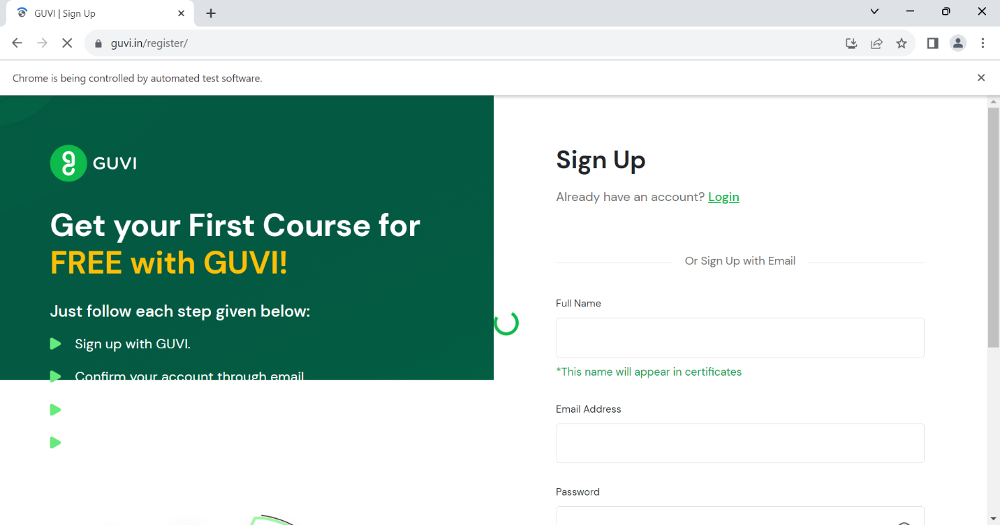 GUVI | Sign Up
guvi.in/register/
Chrome is being controlled by automated test software.
GUVI
Get your First Course for
FREE with GUVI!
Just follow each step given below:
Sign up with GUVI.
Confirm your account through email.
Sign Up
Already have an account? Login
Or Sign Up with Email
Full Name
*This name will appear in certificates
Email Address
Password